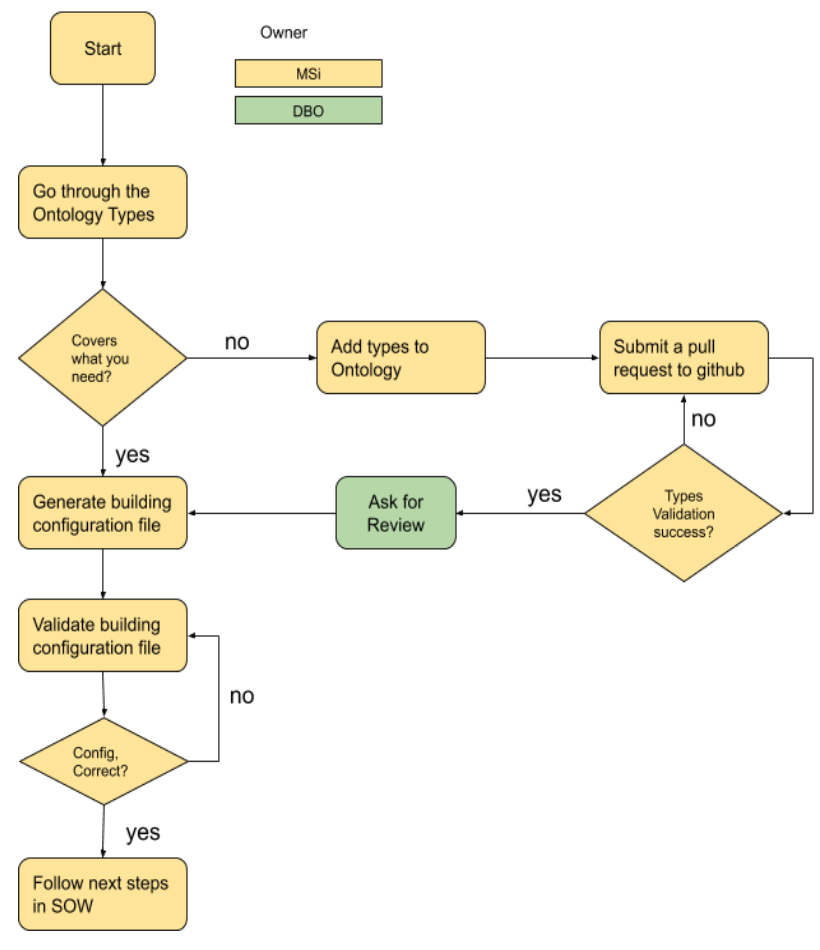 Start
Owner
MSi
DBO
Go through the
Ontology Types
Covers
what you
need?
no
Add types to
Ontology
Submit a pull
request to github
no
yes
Generate building
configuration file
Ask for
Review
yes
Types
Validation
success?
Validate building
configuration file
no
Config,
Correct?
yes
Follow next steps
in SOW